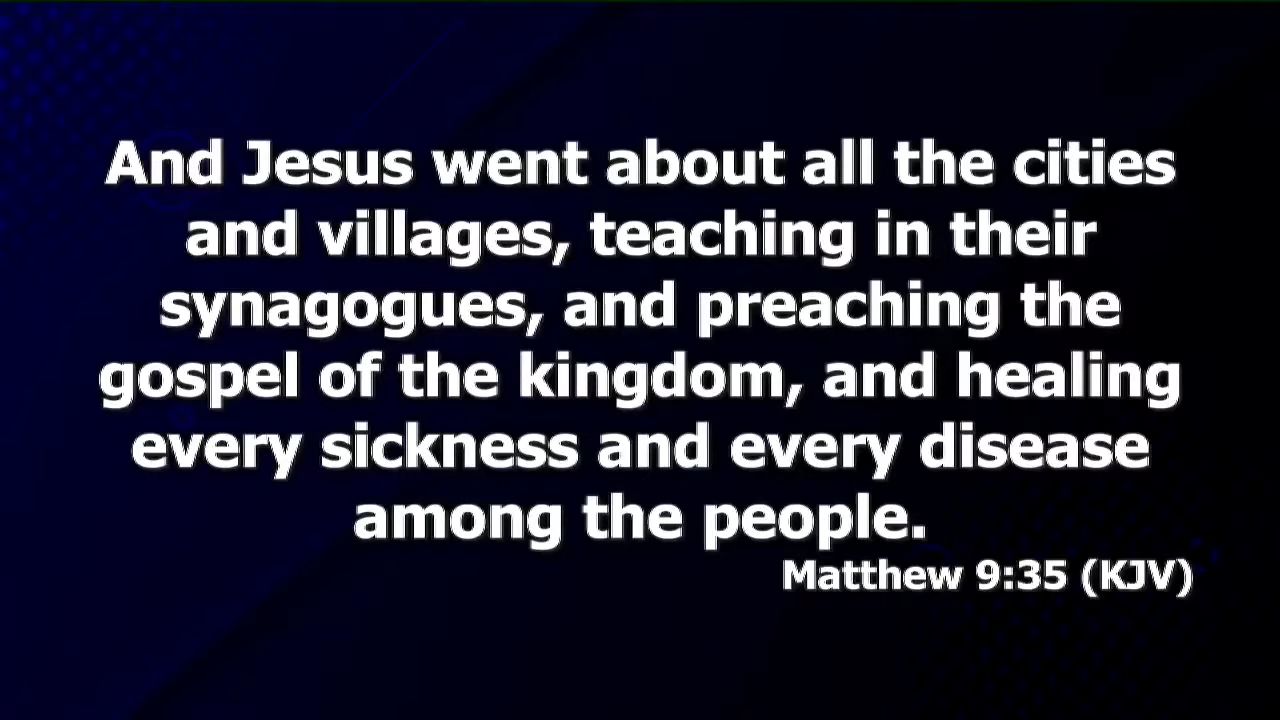 And Jesus went about all the cities
and villages, teaching in their
synagogues, and preaching the
gospel of the kingdom, and healing
every sickness and every disease
among the people.
Matthew 9:35 (KJV)